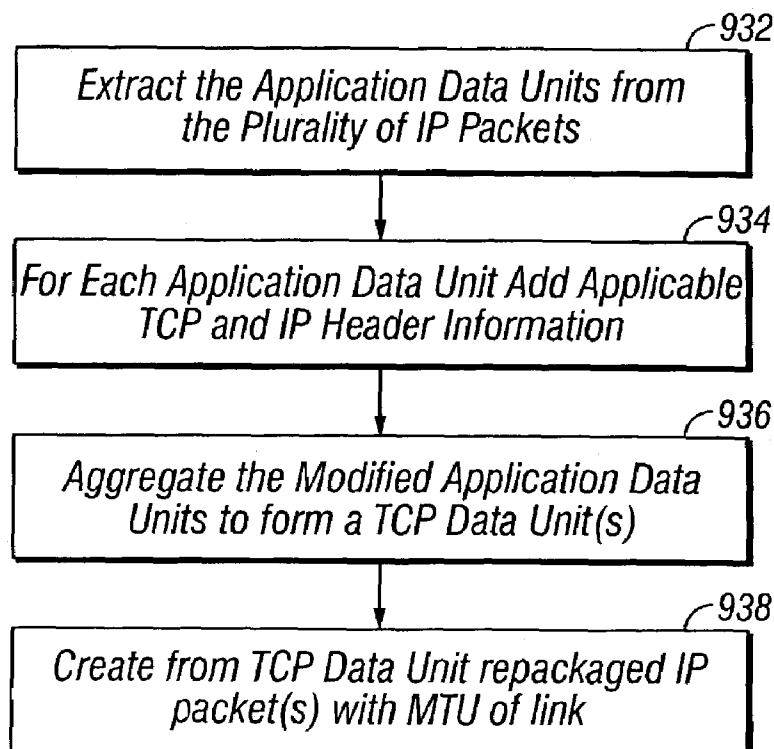 932
Extract the Application Data Units from
the Plurality of IP Packets
934
For Each Application Data Unit Add Applicable
TCP and IP Header Information
936
Aggregate the Modified Application Data
Units to form a TCP Data Unit(s)
938
Create from TCP Data Unit repackaged IP
packet(s) with MTU of link